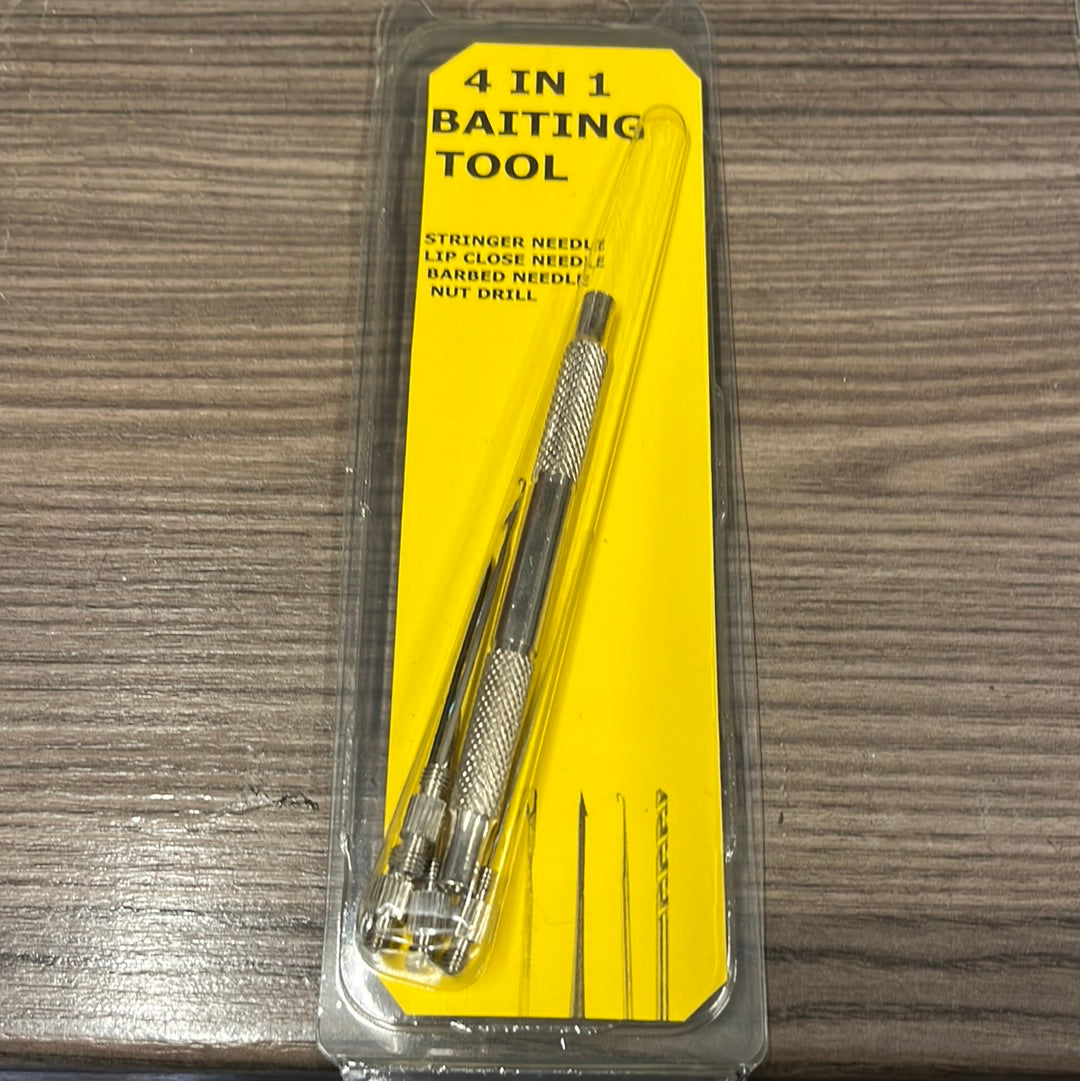 4 IN 1
BAITING
TOOL
STRINGER NEEDLE
LIP CLOSE NEEDLE
BARBED NEEDLE
NUT DRILL